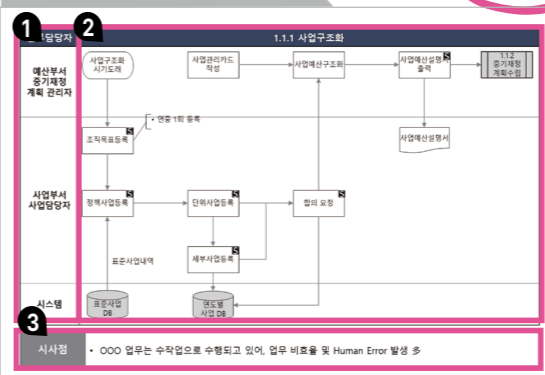 1
2
담당자
1.1.1 사업구조화
예산부서
중기재정
계획 관리자
사업구조화
시기도래
사업관리카드
작성
사업예산구조화
사업예산설명서
출력
S
1.1.2
중기재정
계획수립
• 연중 1회 등록
조직목표등록
S
사업예산설명서
사업부서
사업담당자
정책사업등록
S
단위사업등록
S
합의 요청
S
표준사업내역
세부사업등록
S
시스템
표준사업
DB
연도별
사업 DB
3
시사점
• OOO 업무는 수작업으로 수행되고 있어, 업무 비효율 및 Human Error 발생 多